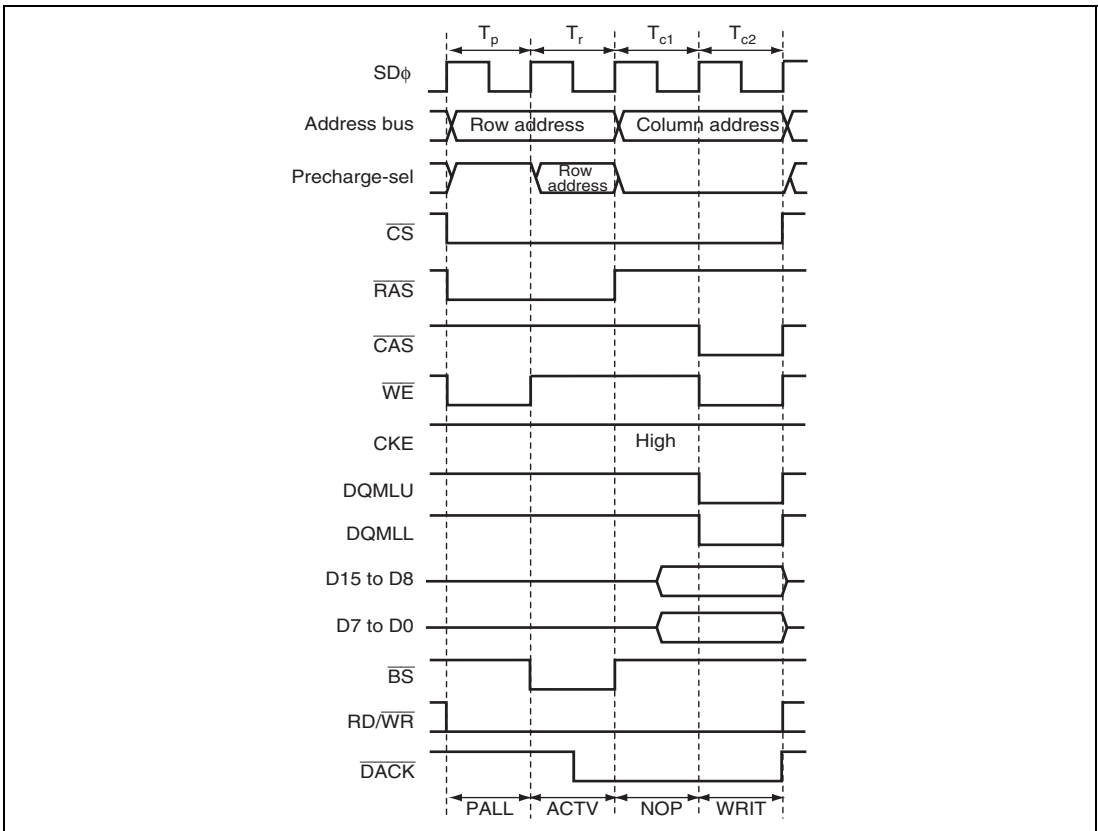 Tp Tr Tc1 Tc2
SDϕ
Address bus Row address Column address
Precharge-sel Row
address
CS
RAS
CAS
WE
CKE High
DQMLU
DQMLL
D15 to D8
D7 to D0
BS
RD/WR
DACK
PALL ACTV NOP WRIT